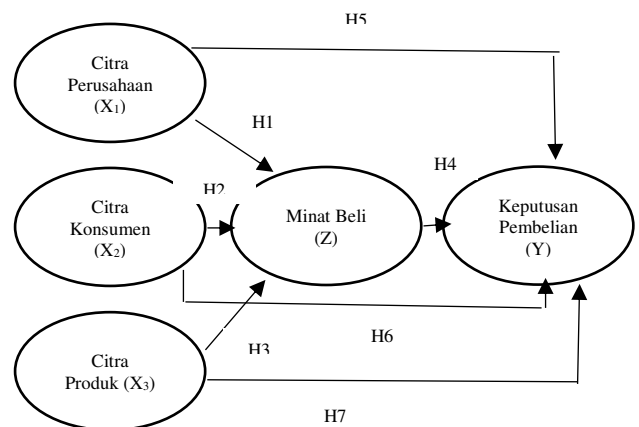 H5
Citra
Perusahaan
(X₁)
H1
H4
H2
Citra
Konsumen
(X₂)
Minat Beli
(Z)
Keputusan
Pembelian
(Y)
H3
H6
Citra
Produk (X₃)
H7